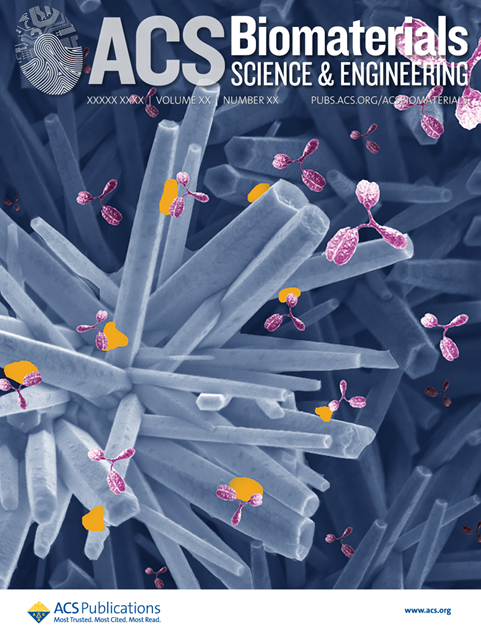 ACS Biomaterials
SCIENCE & ENGINEERING
XXXXX XXXX | VOLUME XX | NUMBER XX PUBS.ACS.ORG/ACSBIOMATERIALS
ACS Publications
Most Trusted. Most Cited. Most Read.
www.acs.org